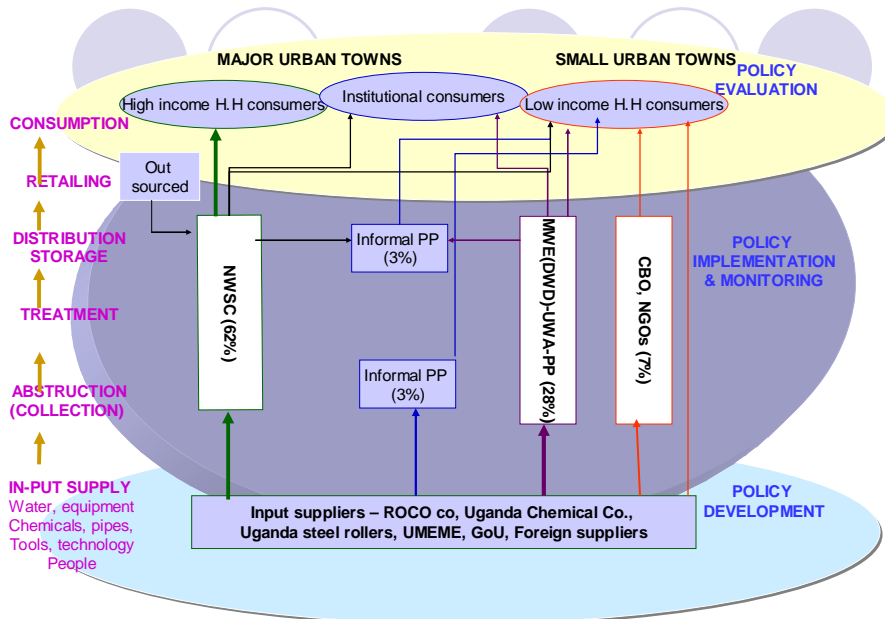 MAJOR URBAN TOWNS
SMALL URBAN TOWNS
POLICY
EVALUATION
High income H.H consumers
Institutional consumers
Low income H.H consumers
CONSUMPTION
RETAILING
DISTRIBUTION
STORAGE
TREATMENT
ABSTRUCTION
(COLLECTION)
IN-PUT SUPPLY
Water, equipment
Chemicals, pipes,
Tools, technology
People
Out
sourced
NWSC (62%)
Informal PP
(3%)
Informal PP
(3%)
MWE(DWD)-UWA-PP (28%)
CBO, NGOs (7%)
POLICY
IMPLEMENTATION
& MONITORING
POLICY
DEVELOPMENT
Input suppliers – ROCO co, Uganda Chemical Co.,
Uganda steel rollers, UMEME, GoU, Foreign suppliers